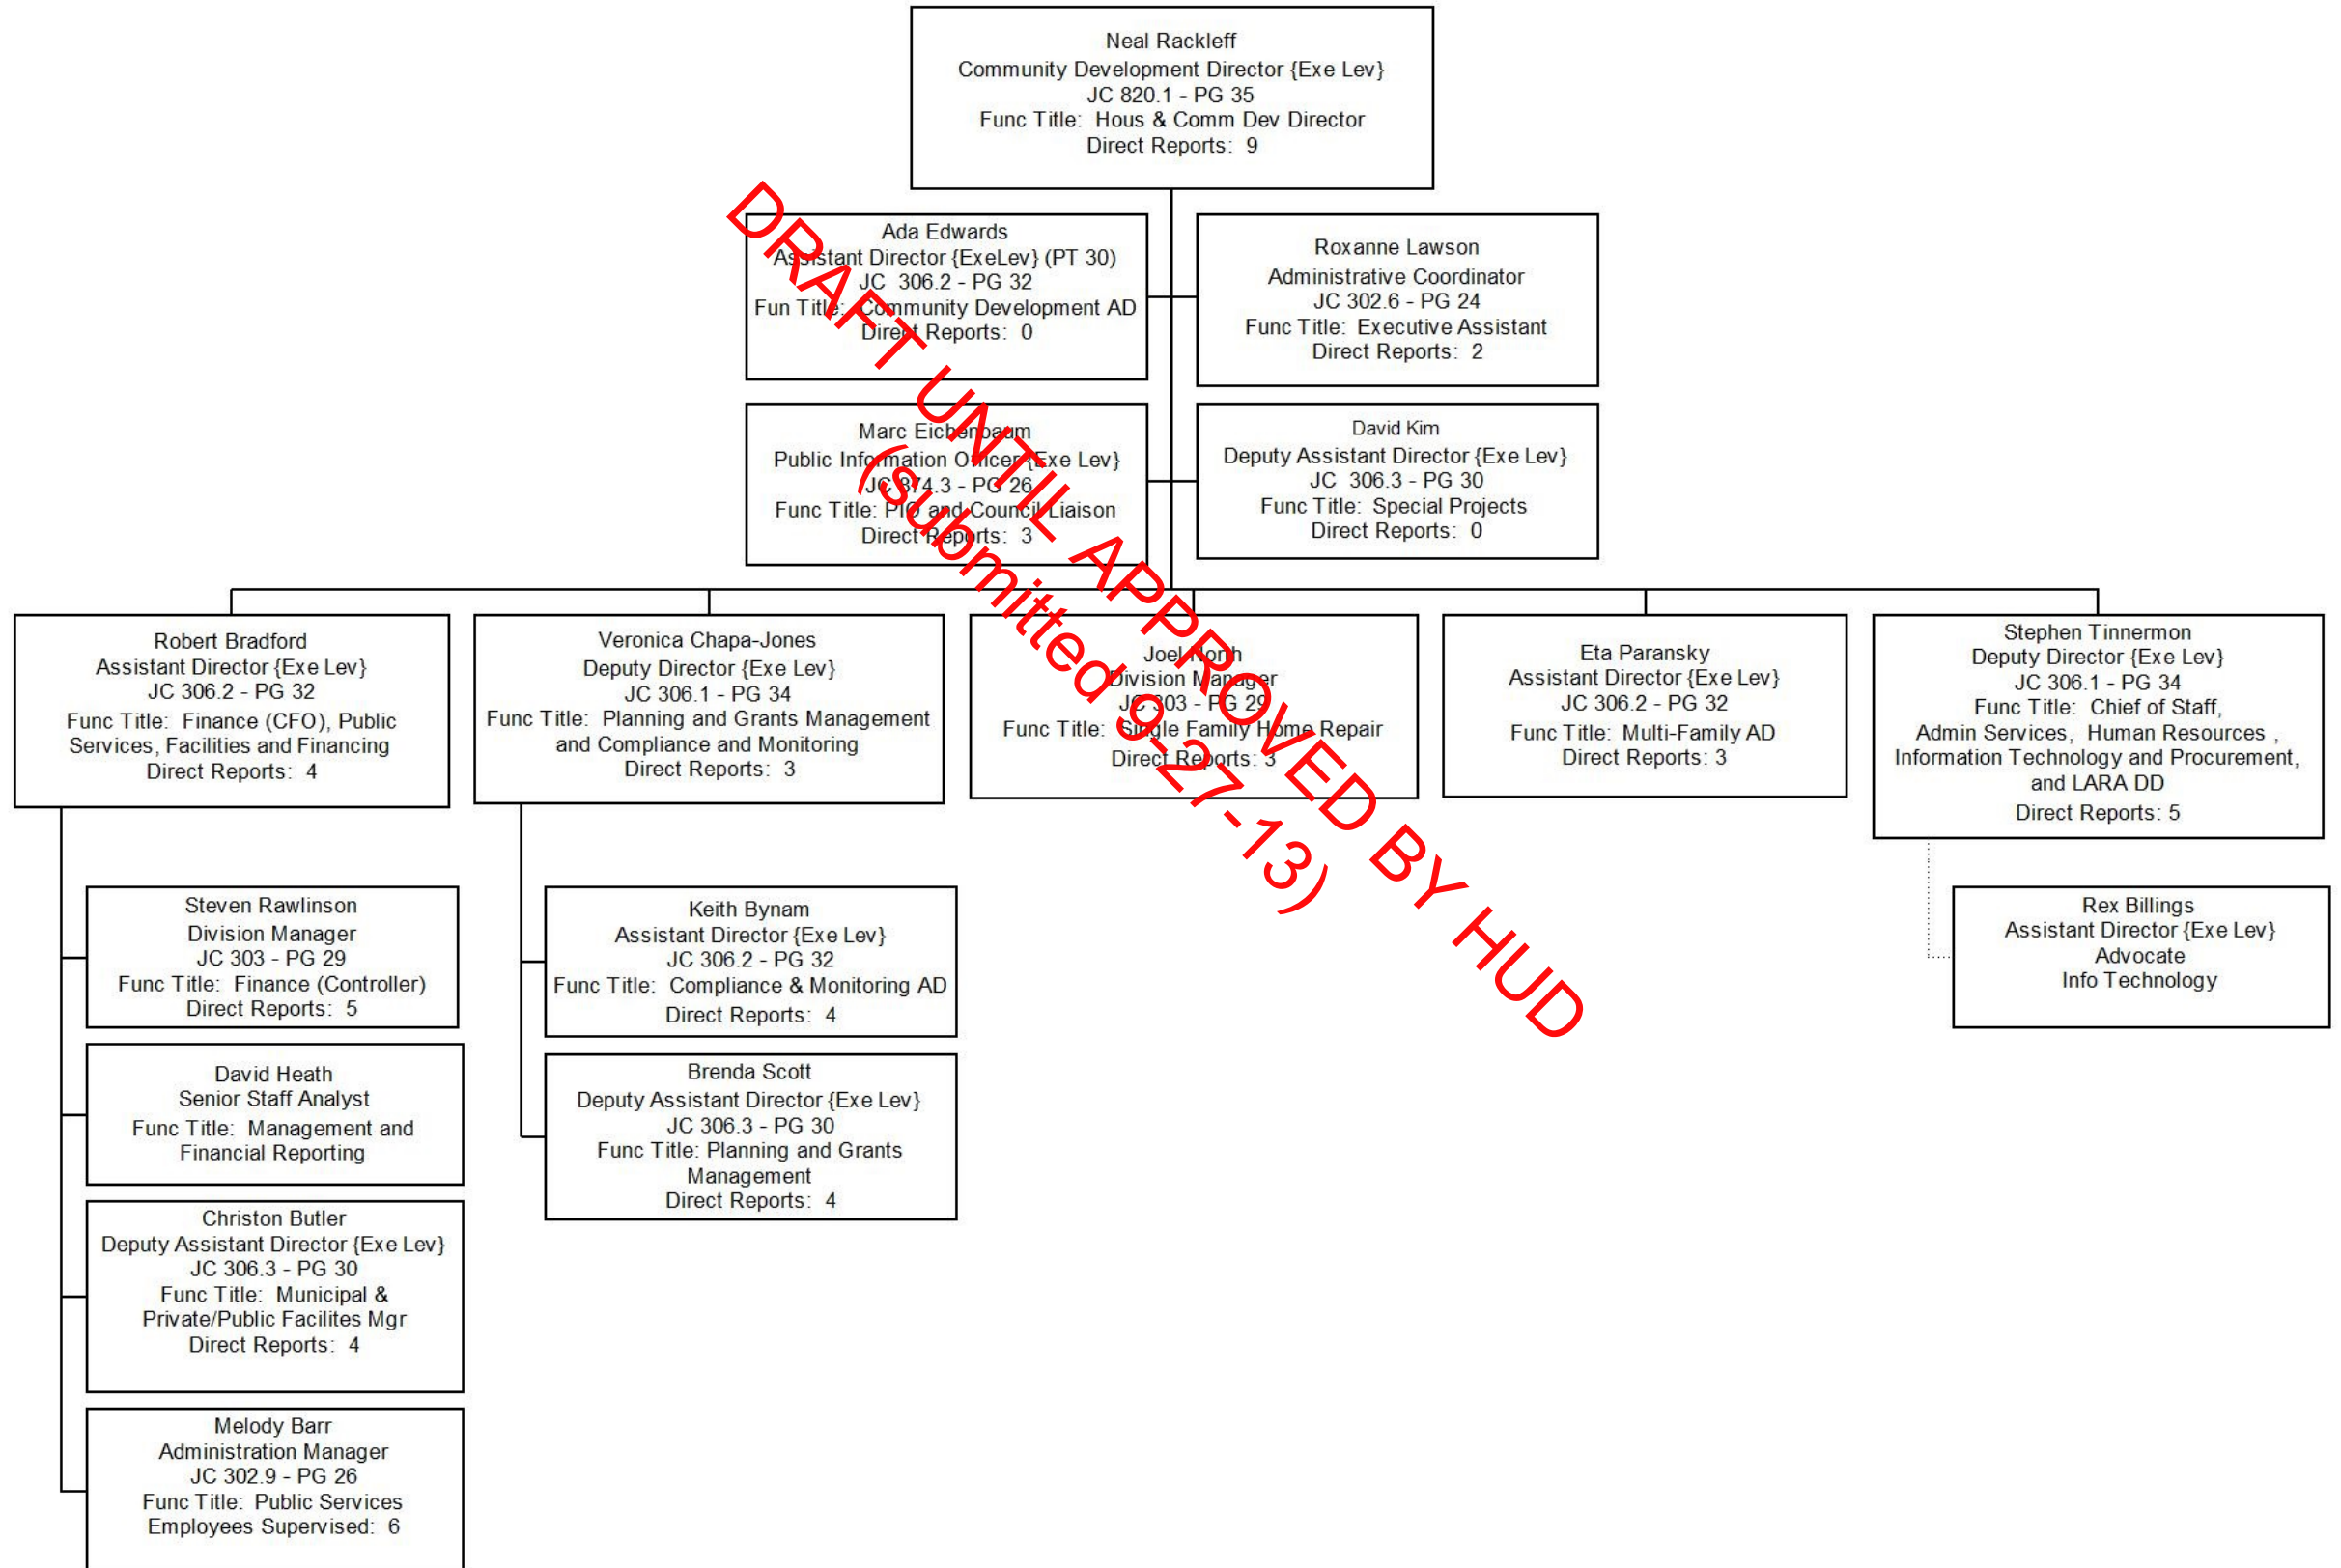 Neal Rackleff
Community Development Director {Exe Lev}
JC 820.1 - PG 35
Func Title: Hous & Comm Dev Director
Direct Reports: 9
Ada Edwards
Assistant Director {ExeLev} (PT 30)
JC 306.2 - PG 32
Fun Title: Community Development AD
Direct Reports: 0
Roxanne Lawson
Administrative Coordinator
JC 302.6 - PG 24
Func Title: Executive Assistant
Direct Reports: 2
Marc Eichenbaum
Public Information Officer {Exe Lev}
JC 874.3 - PG 26
Func Title: PIO and Council Liaison
Direct Reports: 3
David Kim
Deputy Assistant Director {Exe Lev}
JC 306.3 - PG 30
Func Title: Special Projects
Direct Reports: 0
DRAFT UNTIL APPROVED BY HUD
(submitted 9-27-13)
Robert Bradford
Assistant Director {Exe Lev}
JC 306.2 - PG 32
Func Title: Finance (CFO), Public
Services, Facilities and Financing
Direct Reports: 4
Veronica Chapa-Jones
Deputy Director {Exe Lev}
JC 306.1 - PG 34
Func Title: Planning and Grants Management
and Compliance and Monitoring
Direct Reports: 3
Joel North
Division Manager
JC 303 - PG 29
Func Title: Single Family Home Repair
Direct Reports: 3
Eta Paransky
Assistant Director {Exe Lev}
JC 306.2 - PG 32
Func Title: Multi-Family AD
Direct Reports: 3
Stephen Tinnermon
Deputy Director {Exe Lev}
JC 306.1 - PG 34
Func Title: Chief of Staff,
Admin Services, Human Resources ,
Information Technology and Procurement,
and LARA DD
Direct Reports: 5
Steven Rawlinson
Division Manager
JC 303 - PG 29
Func Title: Finance (Controller)
Direct Reports: 5
David Heath
Senior Staff Analyst
Func Title: Management and
Financial Reporting
Christon Butler
Deputy Assistant Director {Exe Lev}
JC 306.3 - PG 30
Func Title: Municipal &
Private/Public Facilites Mgr
Direct Reports: 4
Melody Barr
Administration Manager
JC 302.9 - PG 26
Func Title: Public Services
Employees Supervised: 6
Keith Bynam
Assistant Director {Exe Lev}
JC 306.2 - PG 32
Func Title: Compliance & Monitoring AD
Direct Reports: 4
Brenda Scott
Deputy Assistant Director {Exe Lev}
JC 306.3 - PG 30
Func Title: Planning and Grants
Management
Direct Reports: 4
Rex Billings
Assistant Director {Exe Lev}
Advocate
Info Technology